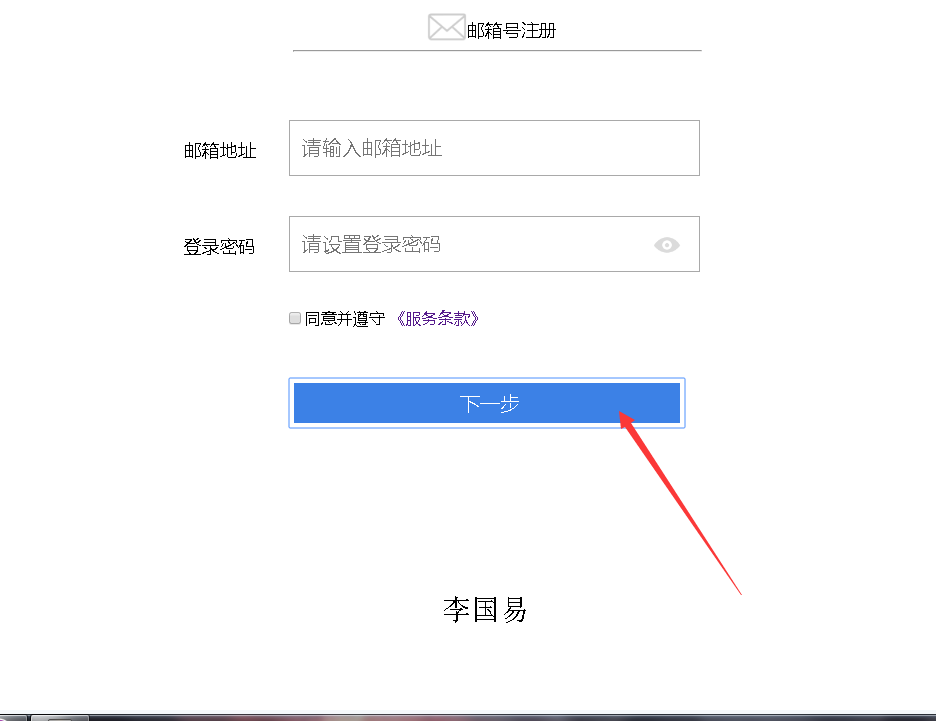 邮箱号注册
邮箱地址 请输入邮箱地址
登录密码 请设置登录密码
同意并遵守 《服务条款》
下一步
李国易